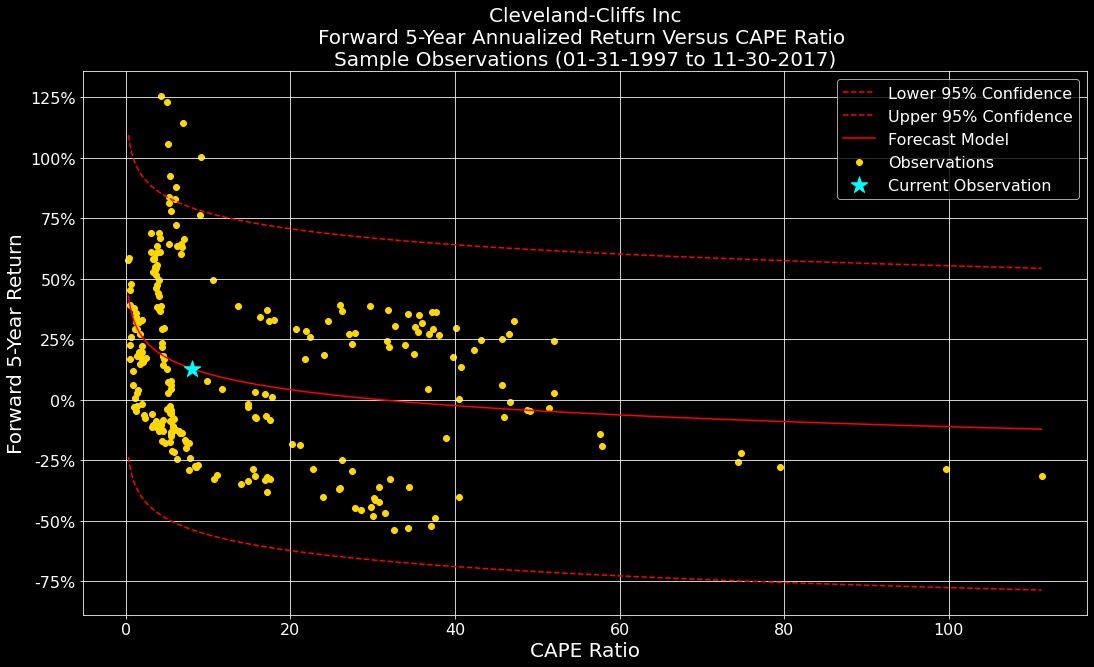 Cleveland-Cliffs Inc
Forward 5-Year Annualized Return Versus CAPE Ratio
Sample Observations (01-31-1997 to 11-30-2017)
Lower 95% Confidence
Upper 95% Confidence
Forecast Model
Observations
Current Observation
Forward 5-Year Return
125%
100%
75%
50%
25%
0%
-25%
-50%
-75%
0 20 40 60 80 100
CAPE Ratio